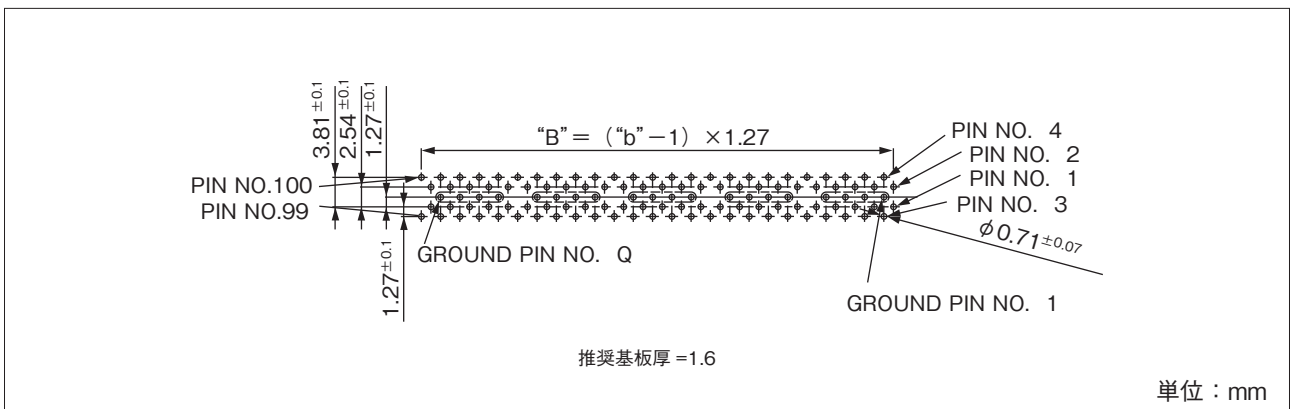 3.81±0.1
2.54±0.1
1.27±0.1
“B”=(“b”−1)×1.27
PIN NO. 4
PIN NO. 2
PIN NO. 1
PIN NO. 3
PIN NO.100
PIN NO.99
φ0.71±0.07
1.27±0.1
GROUND PIN NO. Q
GROUND PIN NO. 1
推奨基板厚=1.6
単位：mm